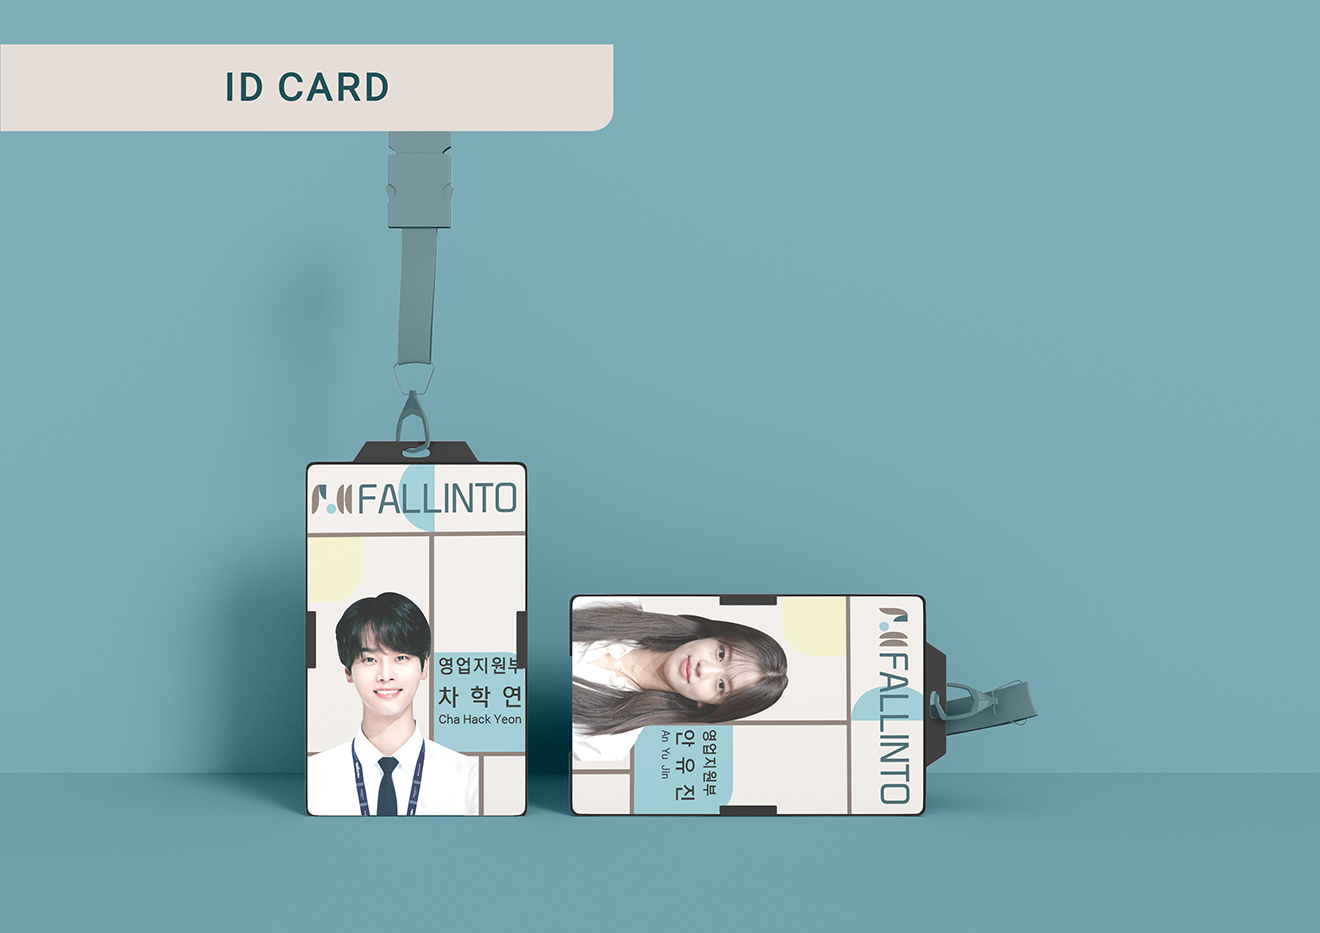 ID CARD
FALLINTO
영업지원부
차 학 연
Cha Hack Yeon
FALLINTO
영업지원부
안 유 진
An Yu Jin